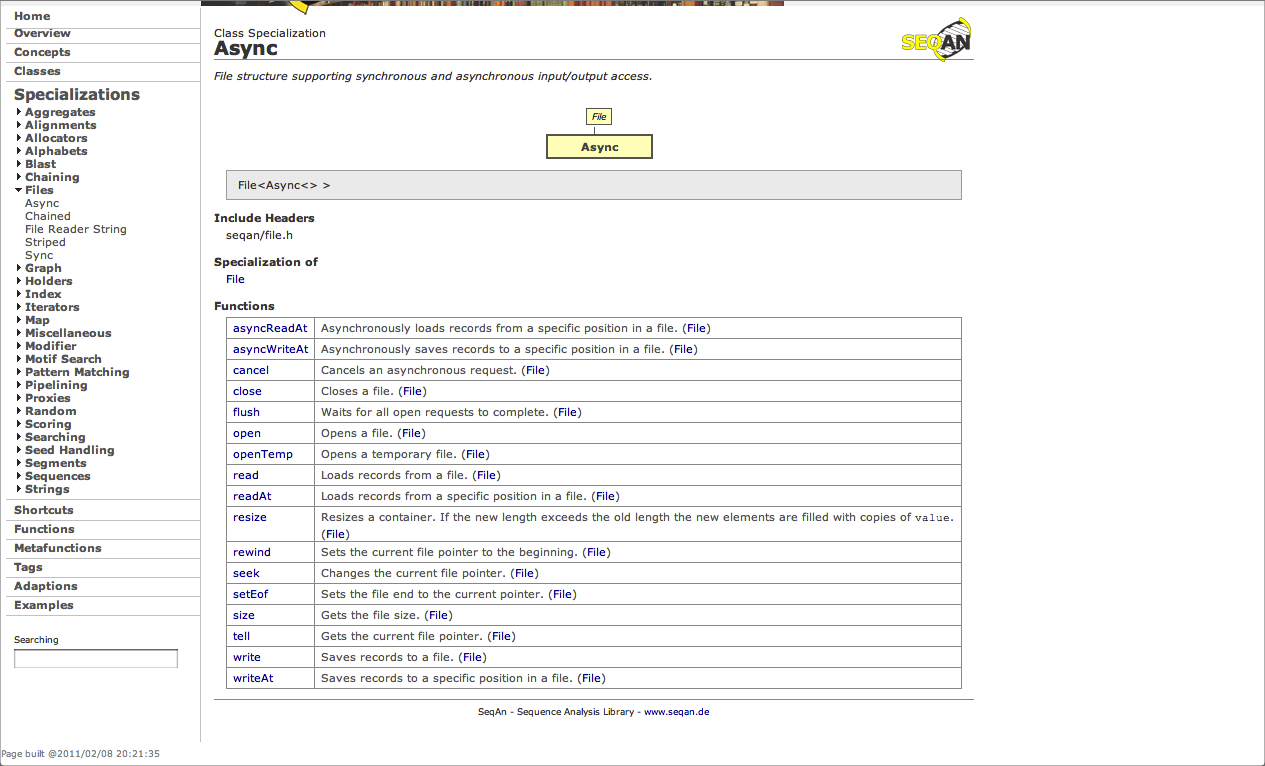 Home
Overview
Concepts
Classes
Specializations
Aggregates
Alignments
Allocators
Alphabets
Blast
Chaining
Files
Async
Chained
File Reader String
Striped
Sync
Graph
Holders
Index
Iterators
Map
Miscellaneous
Modifier
Motif Search
Pattern Matching
Pipelining
Proxies
Random
Scoring
Searching
Seed Handling
Segments
Sequences
Strings
Shortcuts
Functions
Metafunctions
Tags
Adaptions
Examples
Searching
Page built @2011/02/08 20:21:35
Class Specialization
Async
SEQAN
File structure supporting synchronous and asynchronous input/output access.
File
Async
File<Async<> >
Include Headers
seqan/file.h
Specialization of
File
Functions
asyncReadAt Asynchronously loads records from a specific position in a file. (File)
asyncWriteAt Asynchronously saves records to a specific position in a file. (File)
cancel Cancels an asynchronous request. (File)
close Closes a file. (File)
flush Waits for all open requests to complete. (File)
open Opens a file. (File)
openTemp Opens a temporary file. (File)
read Loads records from a file. (File)
readAt Loads records from a specific position in a file. (File)
resize Resizes a container. If the new length exceeds the old length the new elements are filled with copies of value.
(File)
rewind Sets the current file pointer to the beginning. (File)
seek Changes the current file pointer. (File)
setEof Sets the file end to the current pointer. (File)
size Gets the file size. (File)
tell Gets the current file pointer. (File)
write Saves records to a file. (File)
writeAt Saves records to a specific position in a file. (File)
SeqAn - Sequence Analysis Library - www.seqan.de